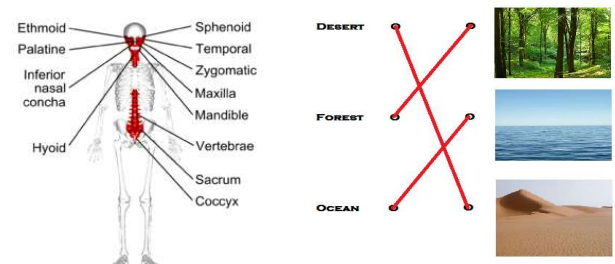 Ethmoid
Palatine
Inferior
nasal
concha
Hyoid
Sphenoid
Temporal
Zygomatic
Maxilla
Mandible
Vertebrae
Sacrum
Coccyx
DESERT
FOREST
OCEAN